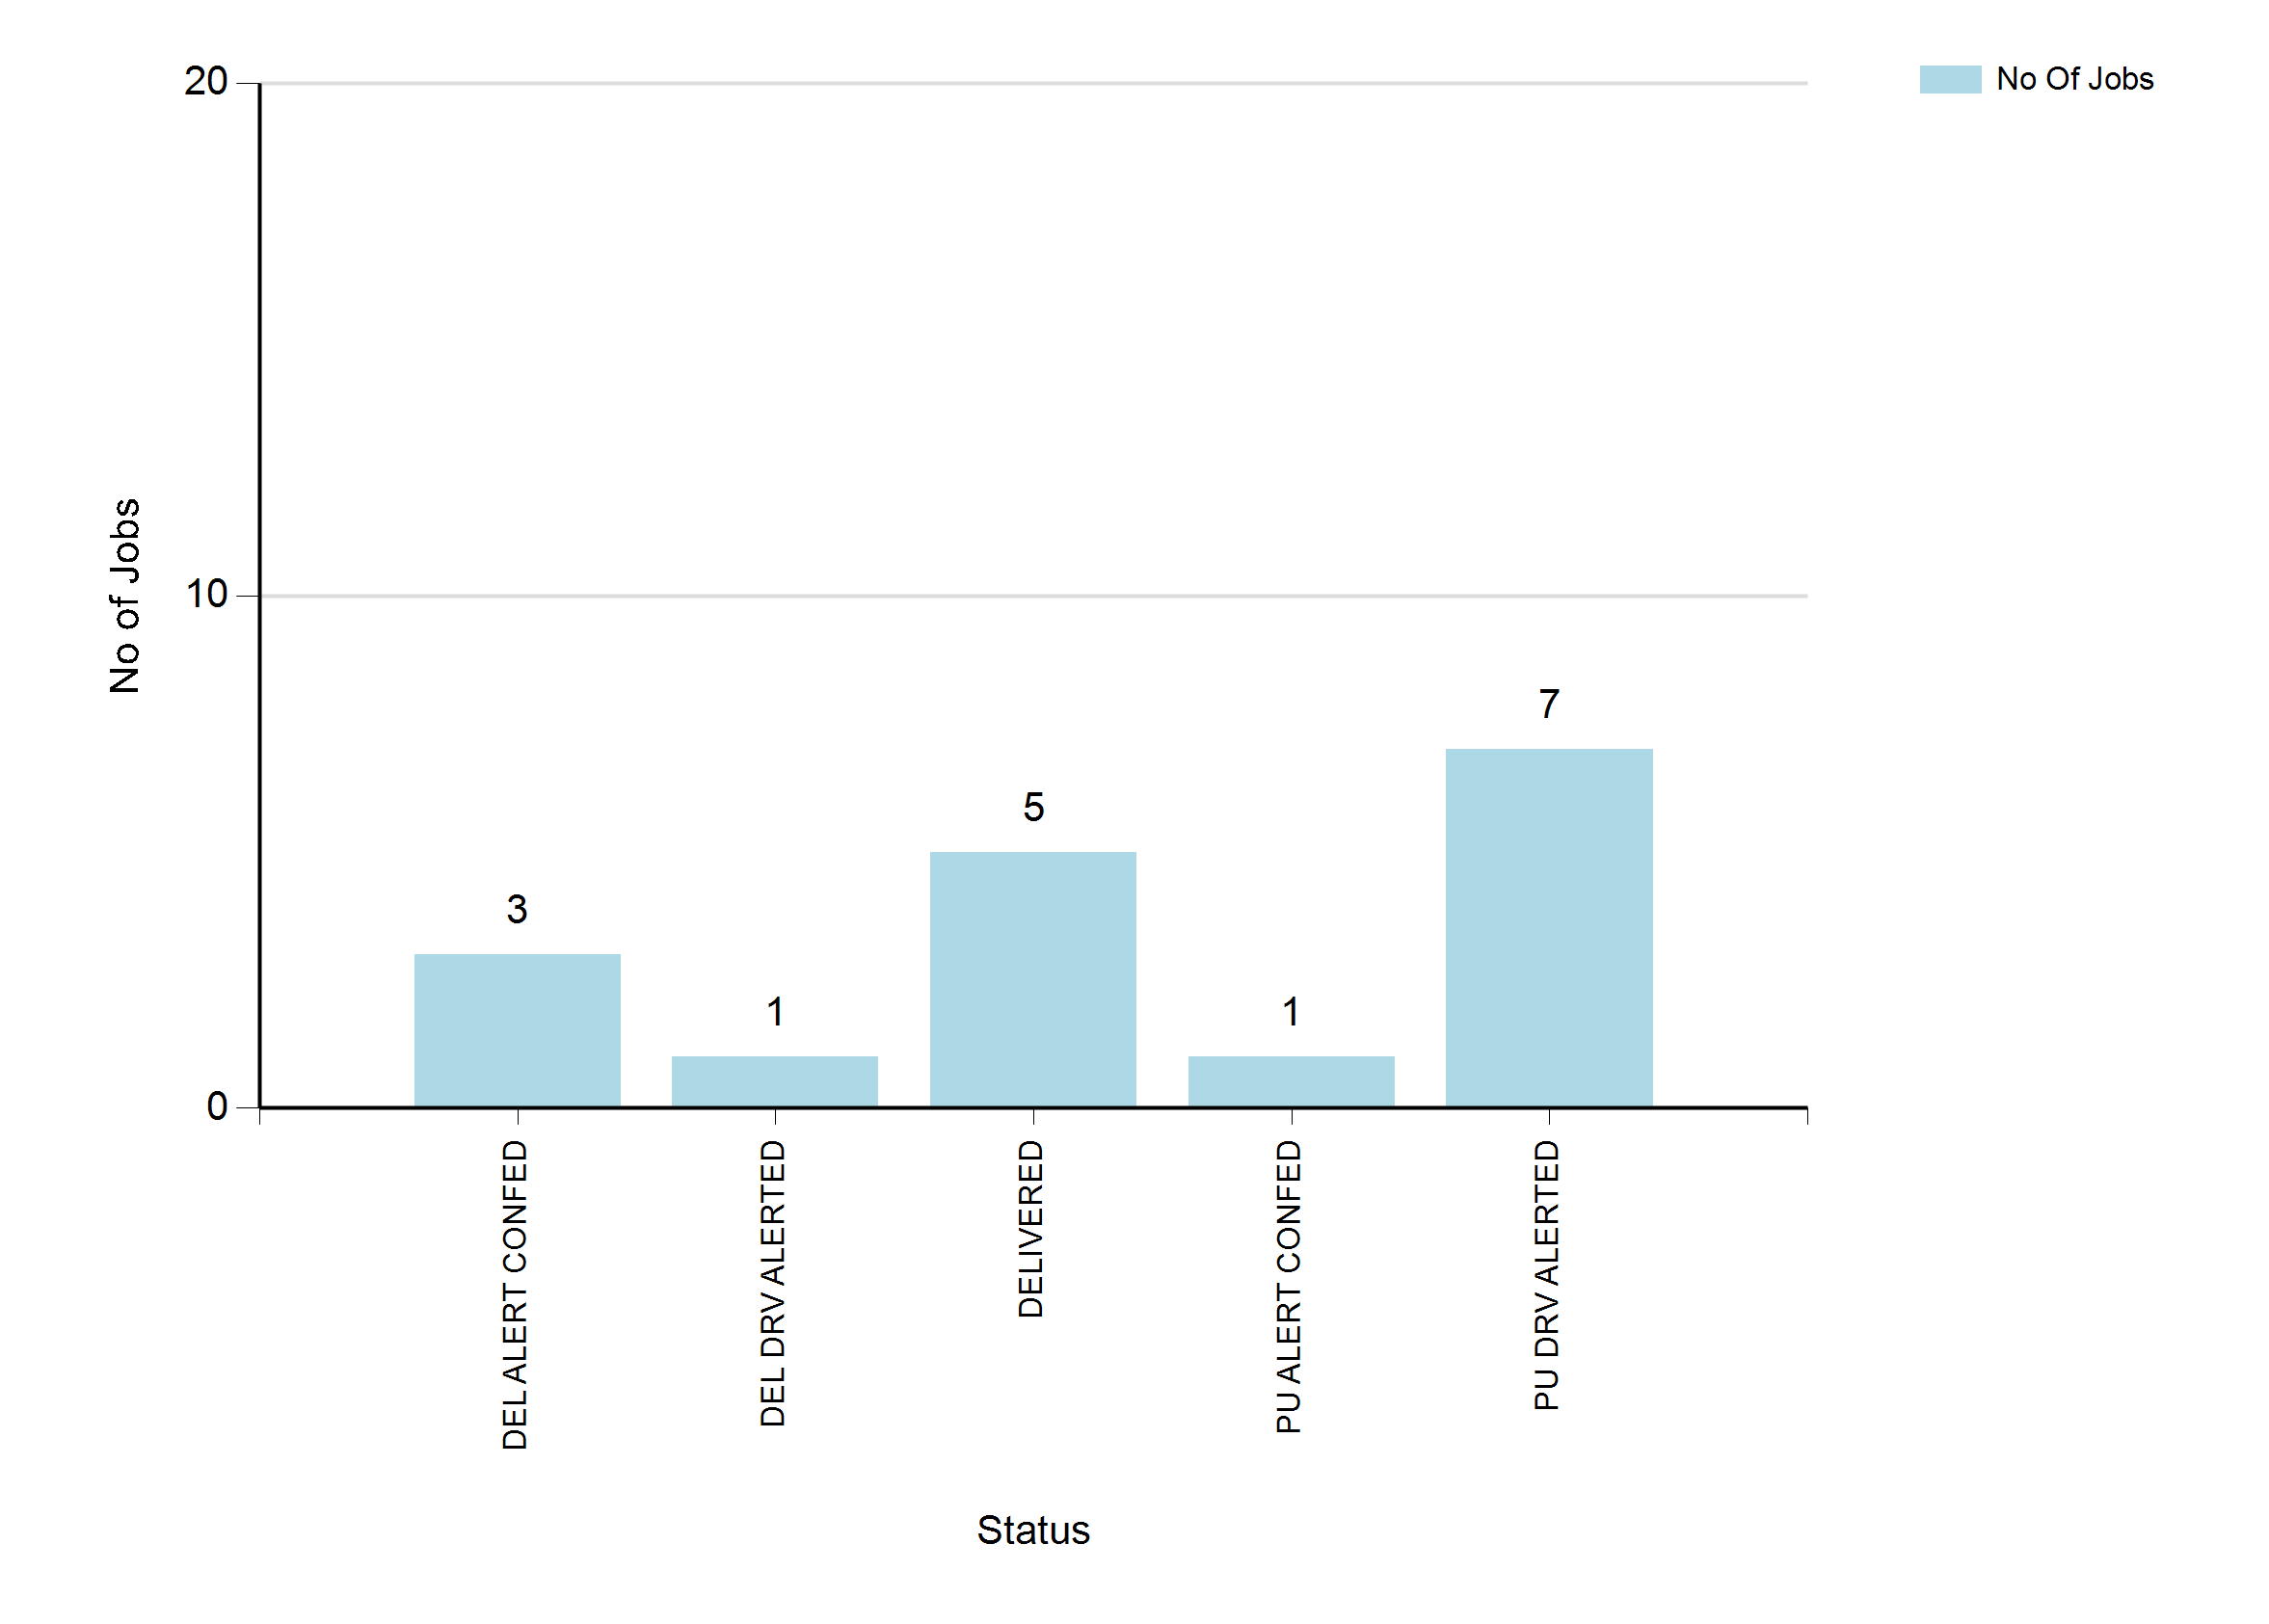 20
No Of Jobs
10
No of Jobs
7
5
3
1
1
0
DEL ALERT CONFED
DEL DRV ALERTED
DELIVERED
PU ALERT CONFED
PU DRV ALERTED
Status